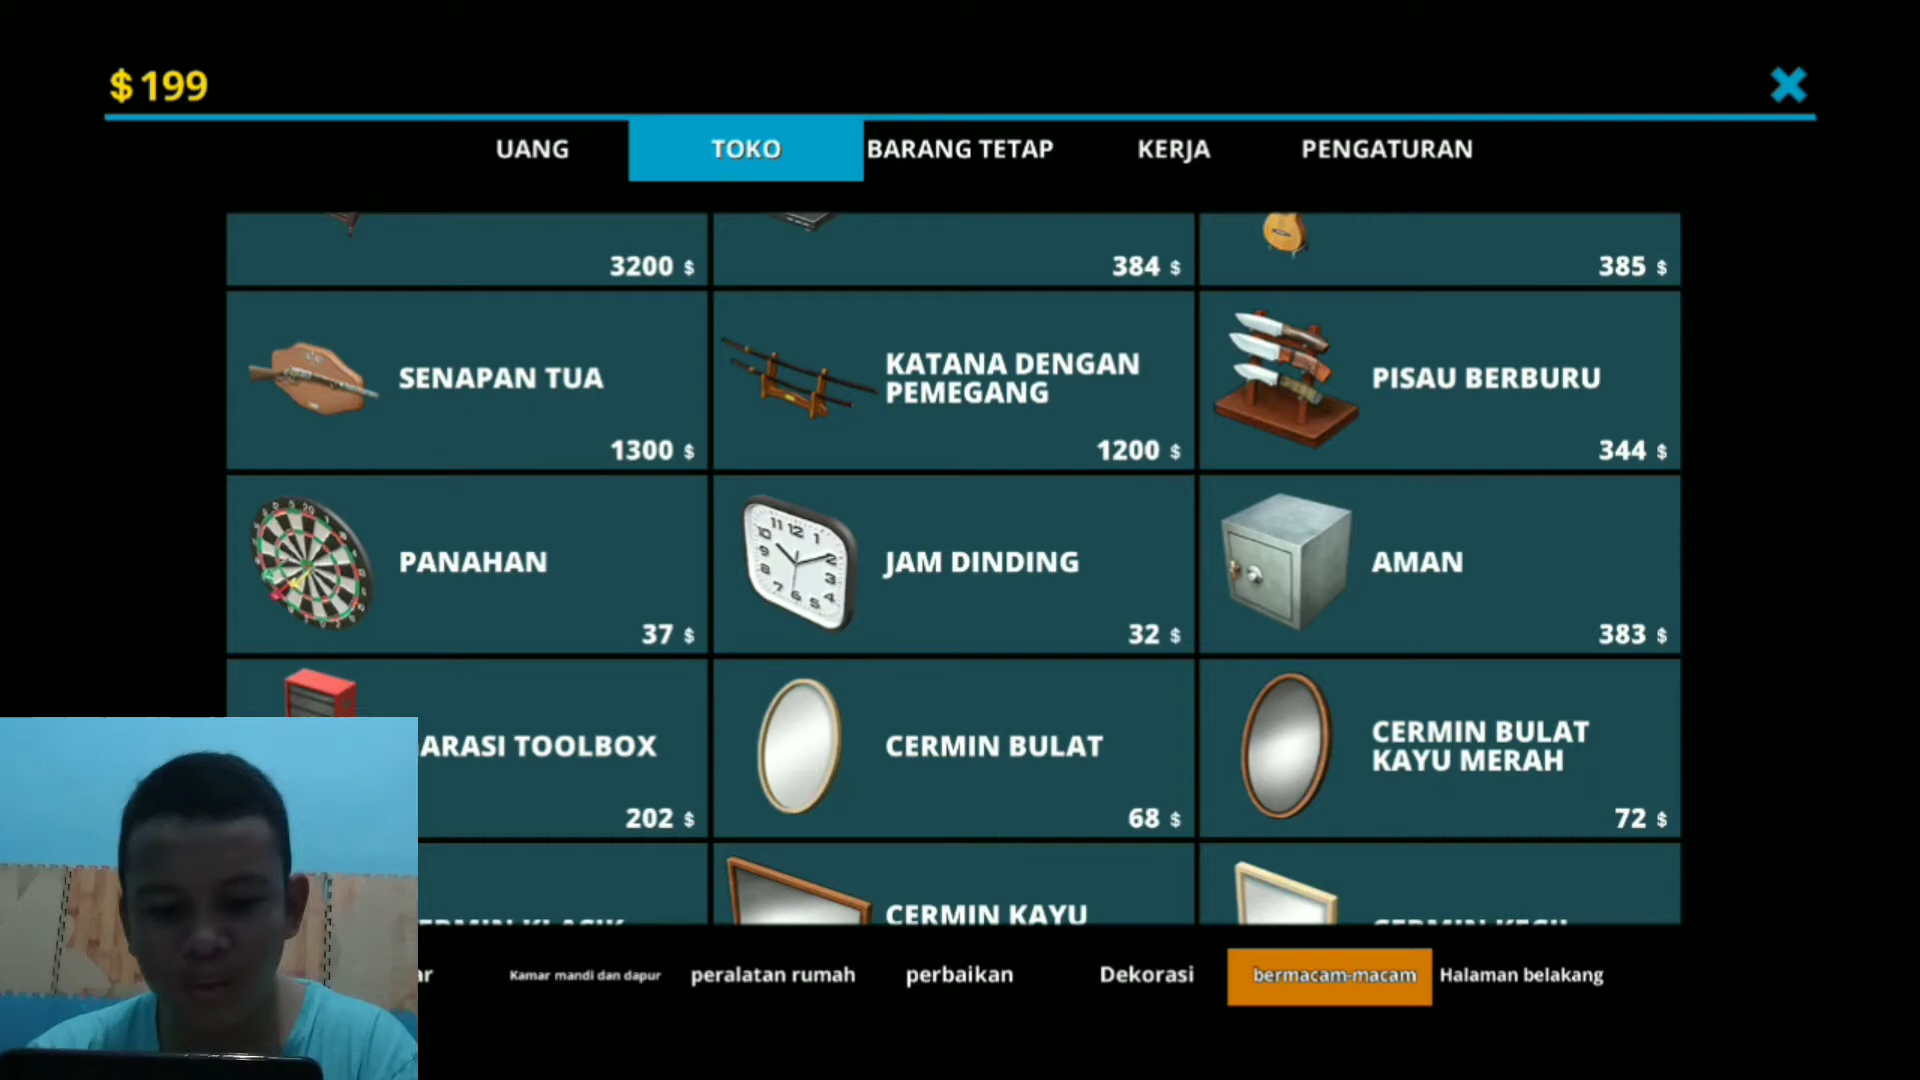 $ 199
UANG TOKO BARANG TETAP KERJA PENGATURAN
3200 $ 384 $ 385 $
SENAPAN TUA
1300 $
KATANA DENGAN
PEMEGANG
1200 $
PISAU BERBURU
344 $
PANAHAN
37 $
JAM DINDING
32 $
AMAN
383 $
ARASI TOOLBOX
202 $
CERMIN BULAT
68 $
CERMIN BULAT
KAYU MERAH
72 $
CERMIN KAYU
ar Kamar mandi dan dapur peralatan rumah perbaikan Dekorasi bermacam-macam Halaman belakang